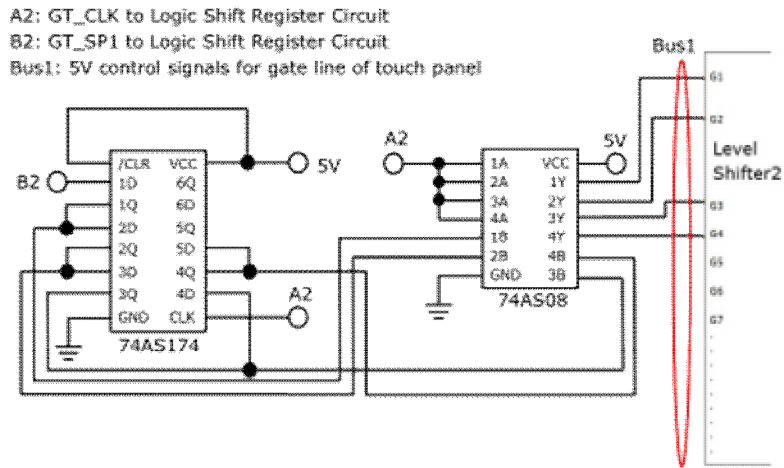 A2: GT_CLK to Logic Shift Register Circuit
B2: GT_SP1 to Logic Shift Register Circuit
Bus1: 5V control signals for gate line of touch panel
Bus1
G1
G2
Level
Shifter2
G3
G4
G5
G6
G7
B2
/CLR VCC
1D 6Q
1Q 6D
2D 5Q
2Q 5D
3D 4Q
3Q 4D
GND CLK
5V
A2
74AS174
A2
1A VCC
2A 1Y
3A 2Y
4A 3Y
1B 4Y
2B 4B
GND 3B
5V
74AS08